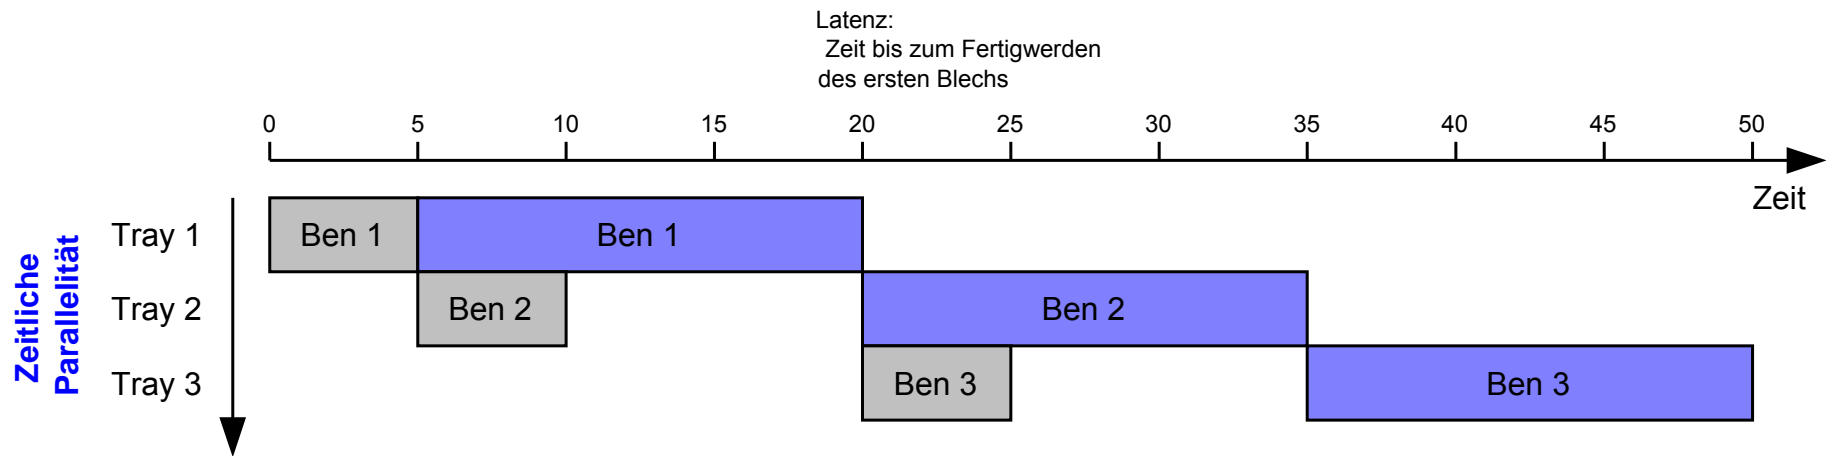 Latenz:
Zeit bis zum Fertigwerden
des ersten Blechs
0 5 10 15 20 25 30 35 40 45 50
Zeit
Zeitliche
Parallelität
Tray 1 Ben 1 Ben 1
Tray 2 Ben 2 Ben 2
Tray 3 Ben 3 Ben 3